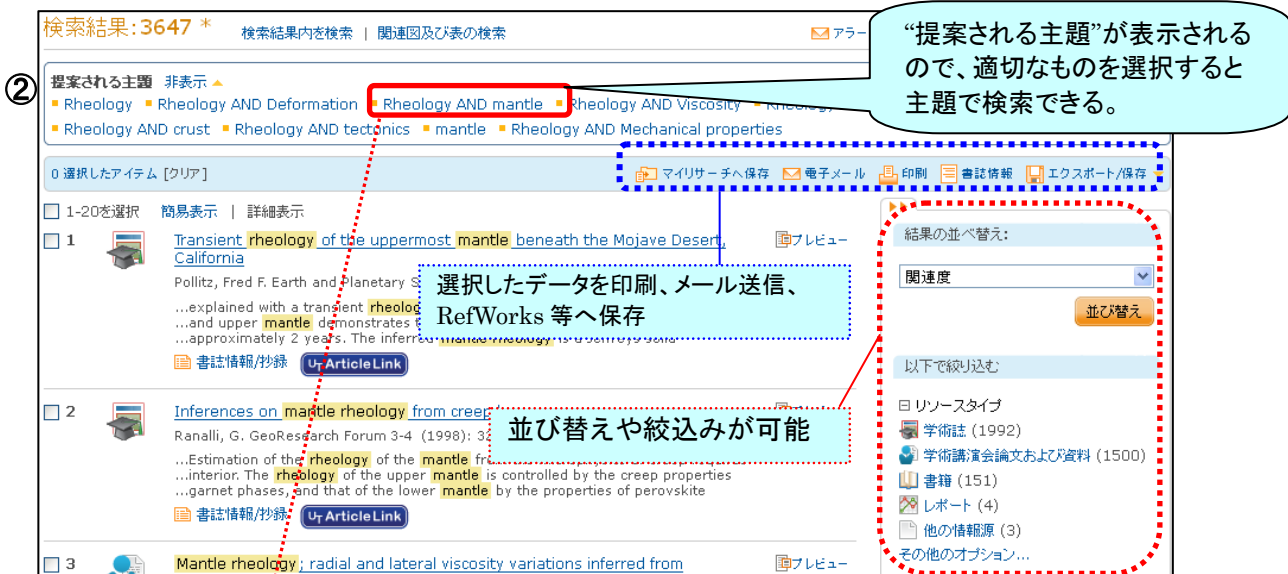 検索結果:3647 * 検索結果内を検索 | 関連図及び表の検索 アラー
“提案される主題”が表示される
ので、適切なものを選択すると
主題で検索できる。
②
提案される主題 非表示
Rheology Rheology AND Deformation Rheology AND mantle Rheology AND Viscosity
Rheology AND crust Rheology AND tectonics mantle Rheology AND Mechanical properties
0 選択したアイテム [クリア] マイリサーチへ保存 電子メール 印刷 書誌情報 エクスポート/保存
1-20を選択 簡易表示 | 詳細表示
1 Transient rheology of the uppermost mantle beneath the Mojave Desert, プレビュー
California
Pollitz, Fred F. Earth and Planetary S
...explained with a transient
...and upper mantle demonstrates
...approximately 2 years. The inferred
書誌情報/抄録 UT ArticleLink
選択したデータを印刷、メール送信、
RefWorks 等へ保存
2 Inferences on mantle rheology from creep
Ranalli, G. GeoResearch Forum 3-4 (1998):
...Estimation of the rheology of the mantle
...interior. The rheology of the upper mantle is controlled by the creep properties
...garnet phases, and that of the lower mantle by the properties of perovskite
書誌情報/抄録 UT ArticleLink
並び替えや絞込みが可能
3 Mantle rheology; radial and lateral viscosity variations inferred from プレビュー
結果の並べ替え:
関連度
並び替え
以下で絞り込む
リソースタイプ
学術誌 (1992)
学術講演会論文および資料 (1500)
書籍 (151)
レポート (4)
他の情報源 (3)
その他のオプション...